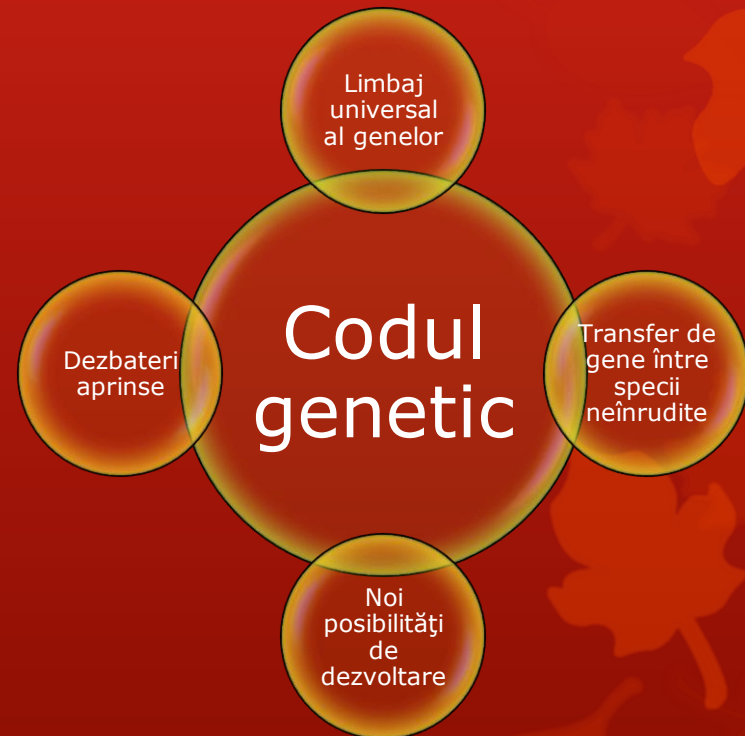 Limbaj
universal
al genelor
Codul
genetic
Transfer de
gene între
specii
neînrudite
Noi
posibilităţi
de
dezvoltare
Dezbateri
aprinse